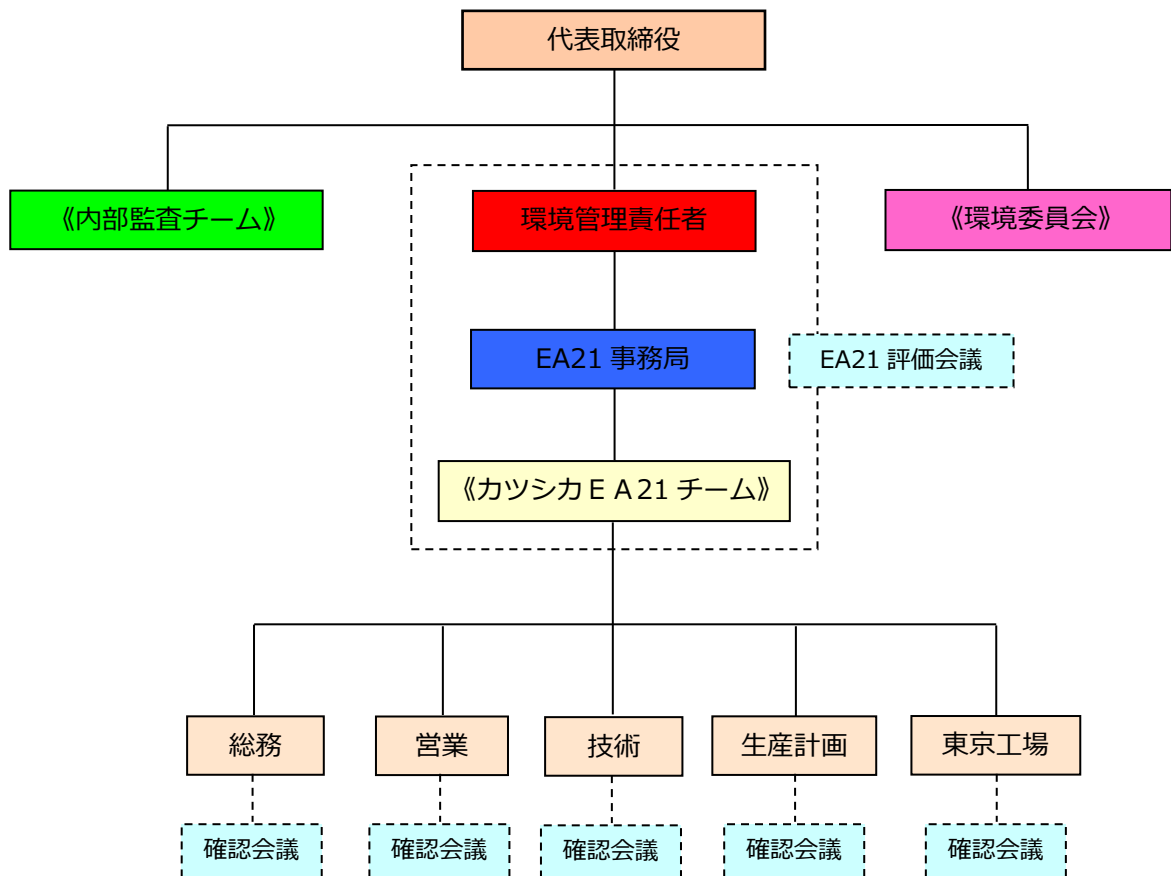 代表取締役
《内部監査チーム》
環境管理責任者
《環境委員会》
EA21 事務局
EA21 評価会議
《カツシカＥＡ21 チーム》
総務
営業
技術
生産計画
東京工場
確認会議
確認会議
確認会議
確認会議
確認会議